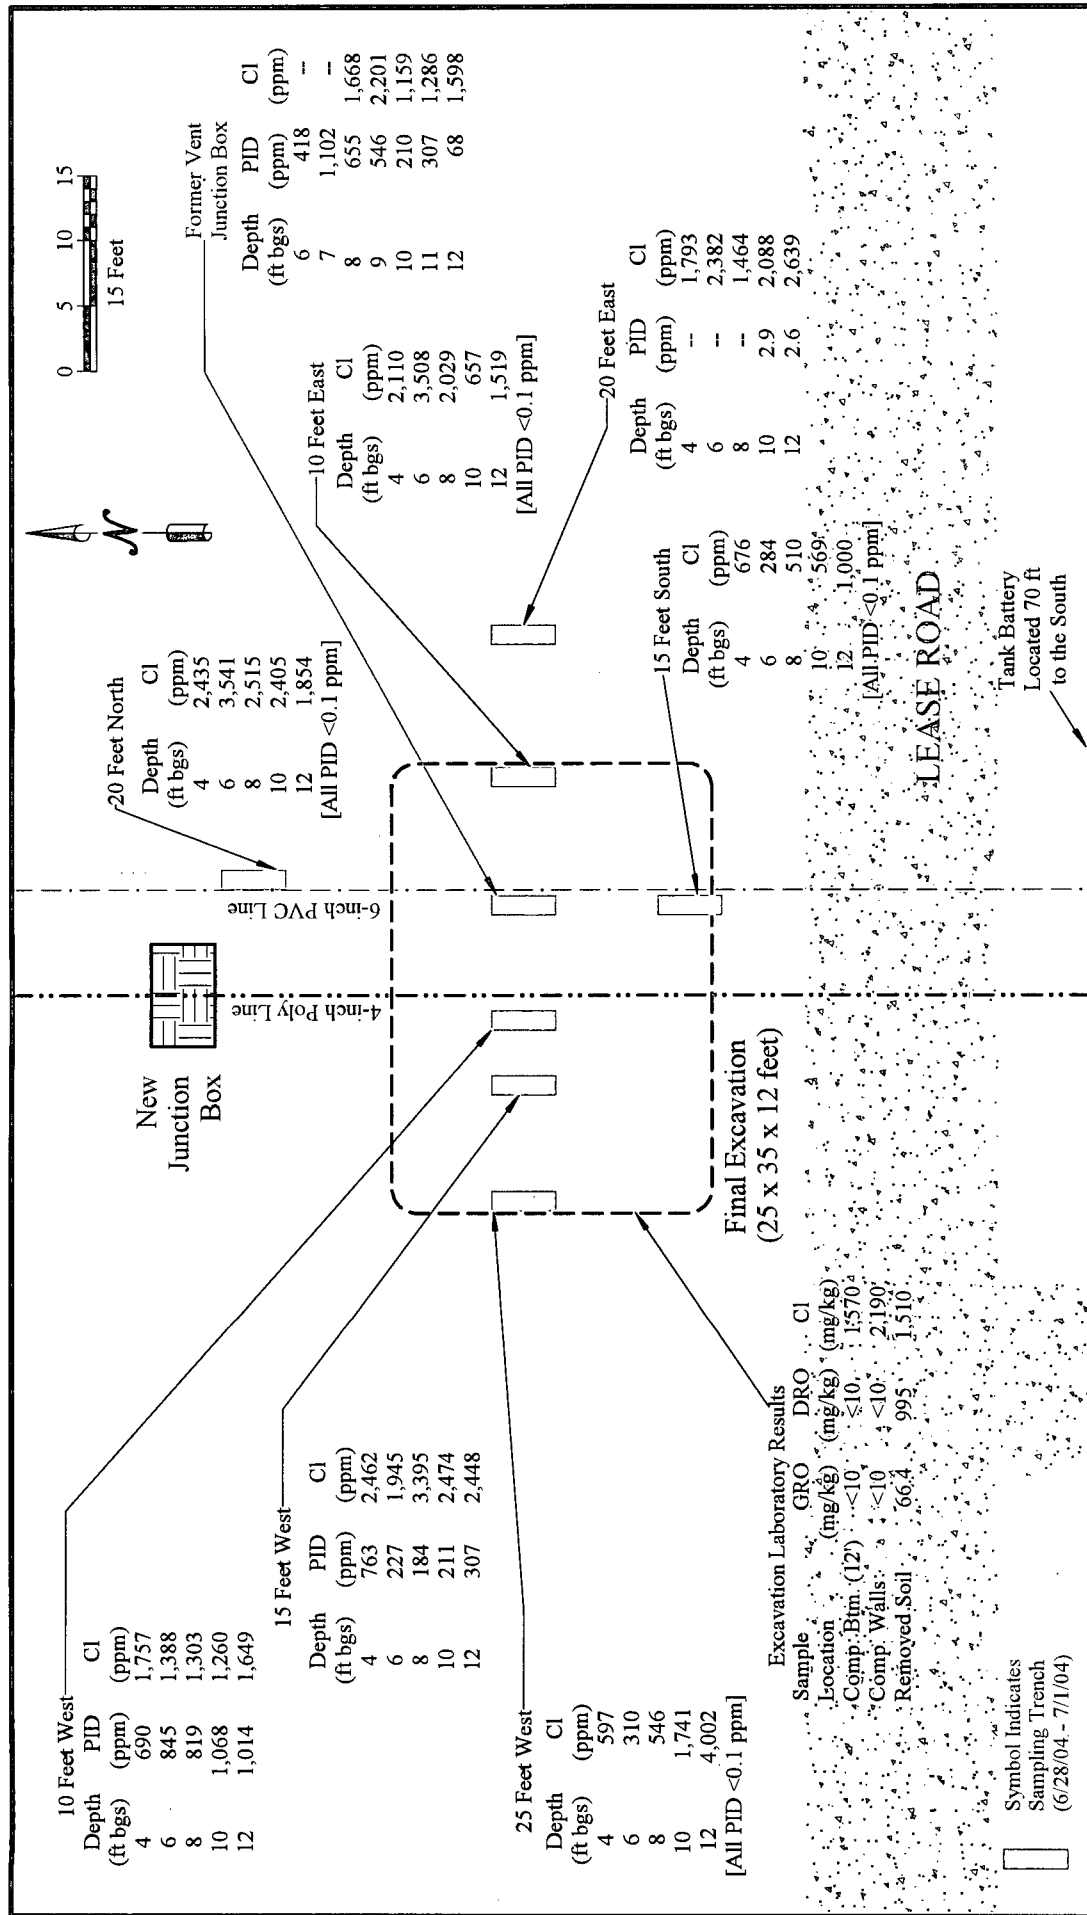 10 Feet West
Depth PID Cl
(ft bgs) (ppm) (ppm)
4 690 1,757
6 845 1,388
8 819 1,303
10 1,068 1,260
12 1,014 1,649
15 Feet West
Depth PID Cl
(ft bgs) (ppm) (ppm)
4 763 2,462
6 227 1,945
8 184 3,395
10 211 2,474
12 307 2,448
25 Feet West
Depth Cl
(ft bgs) (ppm)
4 597
6 310
8 546
10 1,741
12 4,002
[All PID <0.1 ppm]
New
Junction
Box
4-inch Poly Line
6-inch PVC Line
20 Feet North
Depth Cl
(ft bgs) (ppm)
4 2,435
6 3,541
8 2,515
10 2,405
12 1,854
[All PID <0.1 ppm]
N
0 5 10 15
15 Feet
Former Vent
Junction Box
Depth PID Cl
(ft bgs) (ppm) (ppm)
6 418 --
7 1,102 --
8 655 1,668
9 546 2,201
10 210 1,159
11 307 1,286
12 68 1,598
10 Feet East
Depth Cl
(ft bgs) (ppm)
4 2,110
6 3,508
8 2,029
10 657
12 1,519
[All PID <0.1 ppm]
20 Feet East
Depth PID Cl
(ft bgs) (ppm) (ppm)
4 -- 1,793
6 -- 2,382
8 -- 1,464
10 2.9 2,088
12 2.6 2,639
15 Feet South
Depth Cl
(ft bgs) (ppm)
4 676
6 284
8 510
10 569
12 1,000
[All PID <0.1 ppm]
Final Excavation
(25 x 35 x 12 feet)
Excavation Laboratory Results
Sample GRO DRO Cl
Location (mg/kg) (mg/kg) (mg/kg)
Comp. Btm. (12') <10 <10 1,570
Comp. Walls <10 <10 2,190
Removed Soil 66.4 995 1,510
LEASE ROAD
Tank Battery
Located 70 ft
to the South
Symbol Indicates
Sampling Trench
(6/28/04 - 7/1/04)